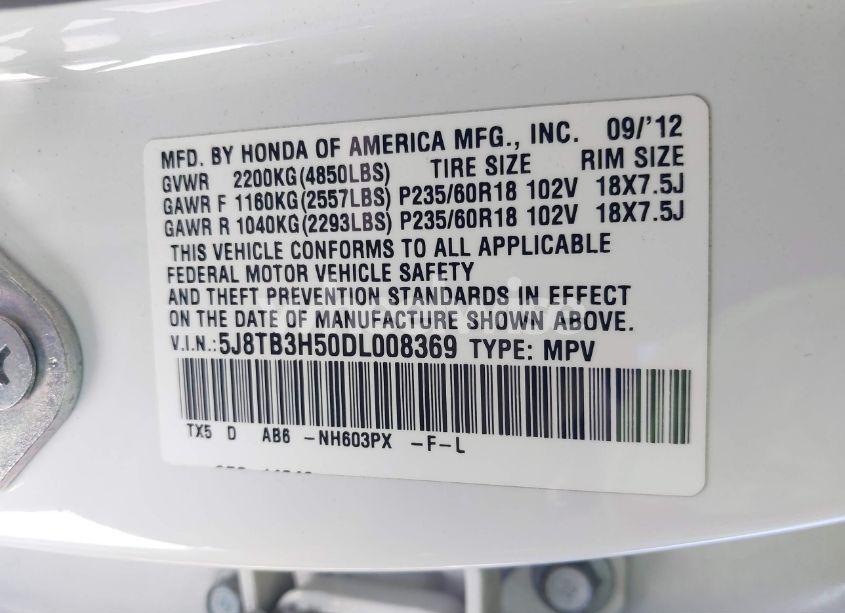 MFD. BY HONDA OF AMERICA MFG., INC. 09/'12
GVWR 2200KG(4850LBS) TIRE SIZE RIM SIZE
GAWR F 1160KG(2557LBS) P235/60R18 102V 18X7.5J
GAWR R 1040KG(2293LBS) P235/60R18 102V 18X7.5J
THIS VEHICLE CONFORMS TO ALL APPLICABLE
FEDERAL MOTOR VEHICLE SAFETY
AND THEFT PREVENTION STANDARDS IN EFFECT
ON THE DATE OF MANUFACTURE SHOWN ABOVE.
V.I.N.:5J8TB3H50DL008369 TYPE: MPV
TX5 D AB6 -NH603PX -F-L